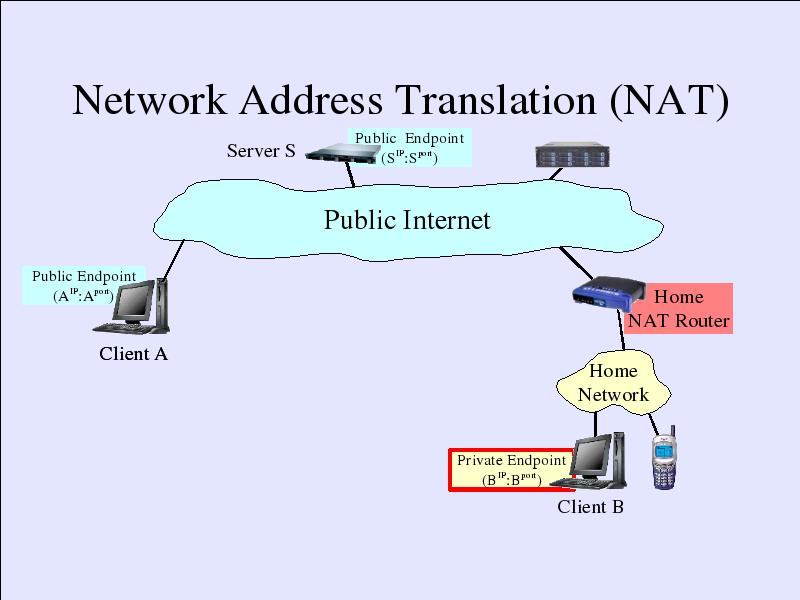 Network Address Translation (NAT)
Server S
Public Endpoint
(S^IP:S^port)
Public Internet
Public Endpoint
(A^IP:A^port)
Client A
Home
NAT Router
Home
Network
Private Endpoint
(B^IP:B^port)
Client B